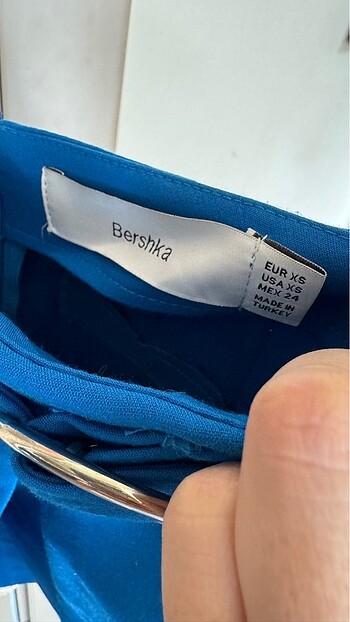 Bershka
EUR XS
USA XS
MEX 24
MADE IN
TURKEY